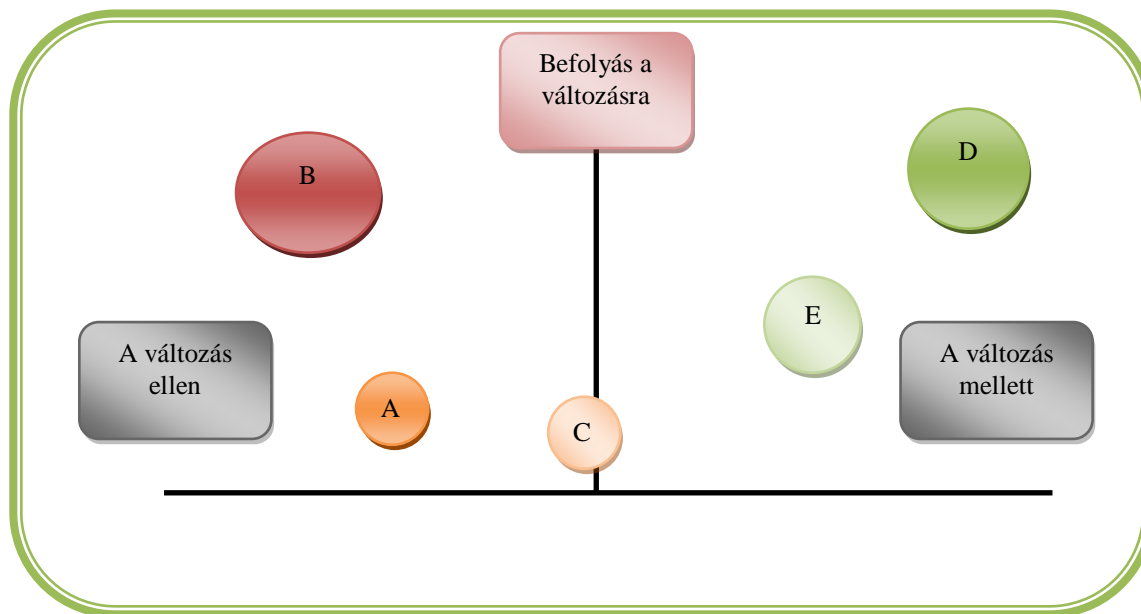 Befolyás a
változásra
B
D
E
A változás
ellen
A változás
mellett
A
C